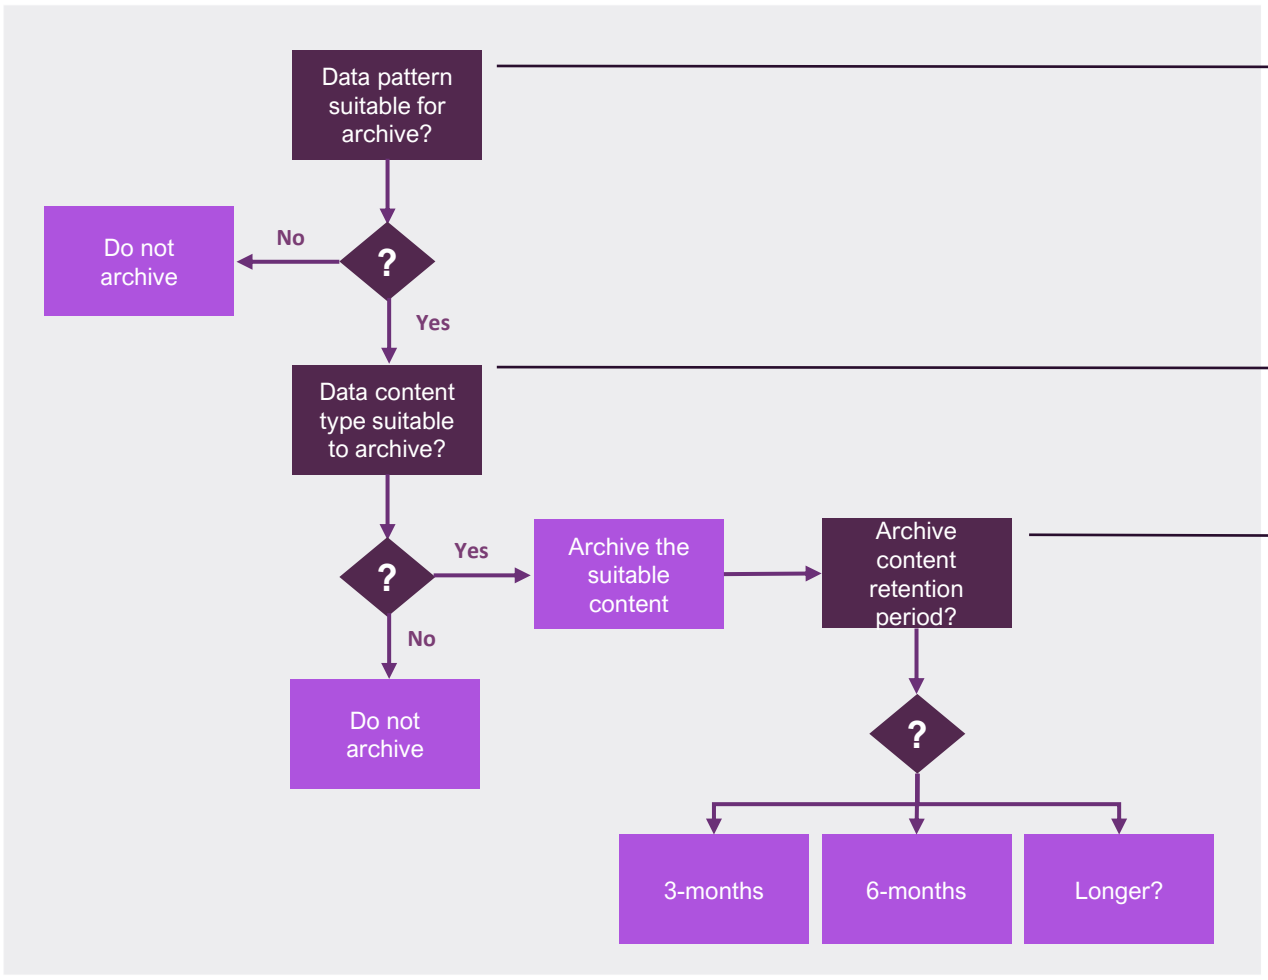 Data pattern
suitable for
archive?
Do not
archive
No
?
Yes
Data content
type suitable
to archive?
?
Yes
No
Archive the
suitable
content
Archive
content
retention
period?
Do not
archive
?
3-months
6-months
Longer?